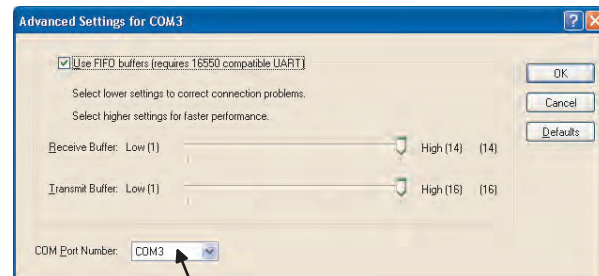 Advanced Settings for COM3
Use FIFO buffers (requires 16550 compatible UART)
OK
Select lower settings to correct connection problems.
Cancel
Select higher settings for faster performance.
Defaults
Receive Buffer: Low (1) High (14) (14)
Transmit Buffer: Low (1) High (16) (16)
COM Port Number: COM3